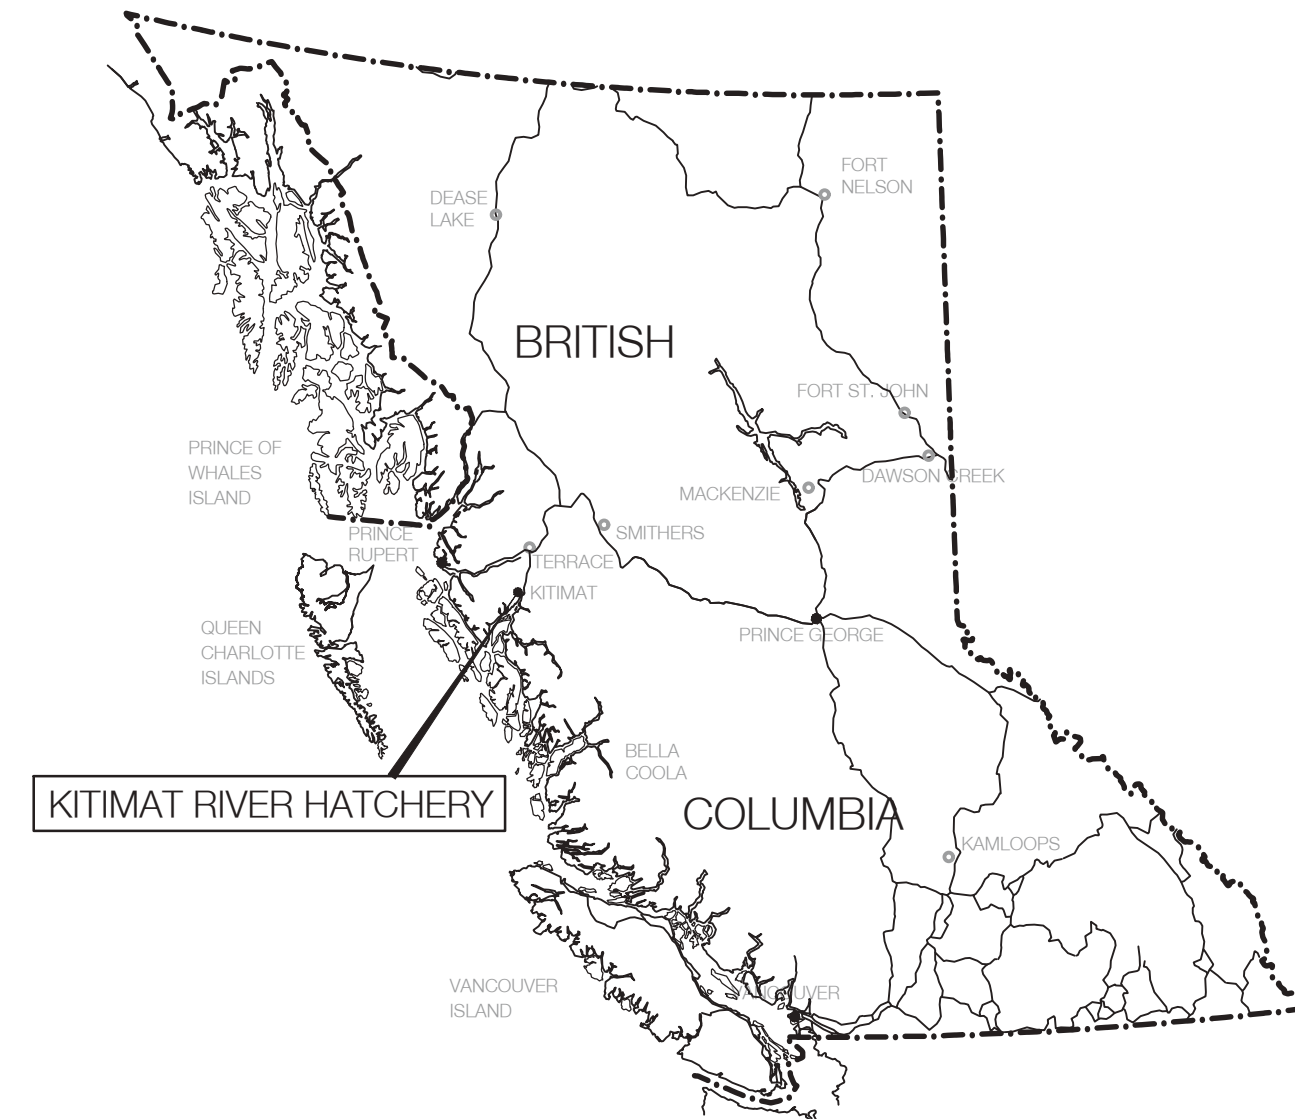 FORT
NELSON
DEASE
LAKE
BRITISH
FORT ST. JOHN
PRINCE OF
WHALES
ISLAND
DAWSON CREEK
MACKENZIE
SMITHERS
PRINCE
RUPERT
TERRACE
KITIMAT
QUEEN
CHARLOTTE
ISLANDS
PRINCE GEORGE
BELLA
COOLA
KITIMAT RIVER HATCHERY
COLUMBIA
KAMLOOPS
VANCOUVER
ISLAND
VANCOUVER